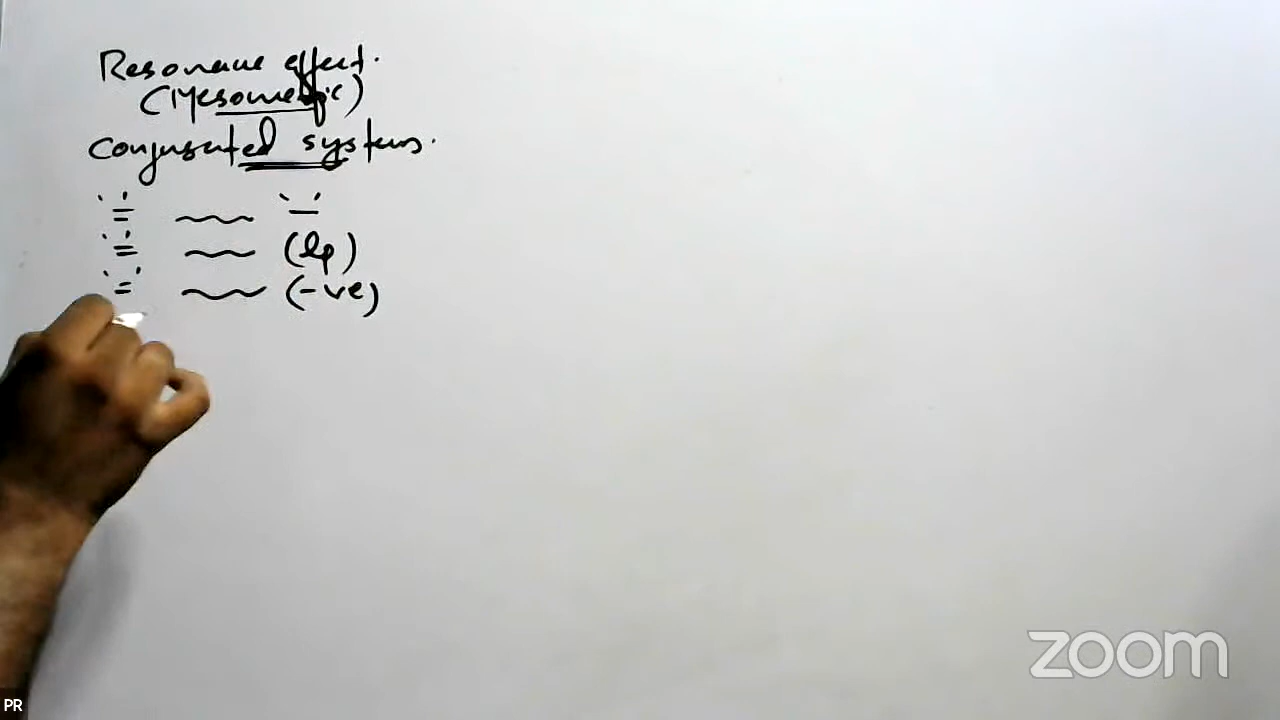 Resonance effect.
(Mesomeric)
Conjugated systems.
= ~~~ =
= ~~~ (lp)
= ~~~ (-ve)
zoom
PR